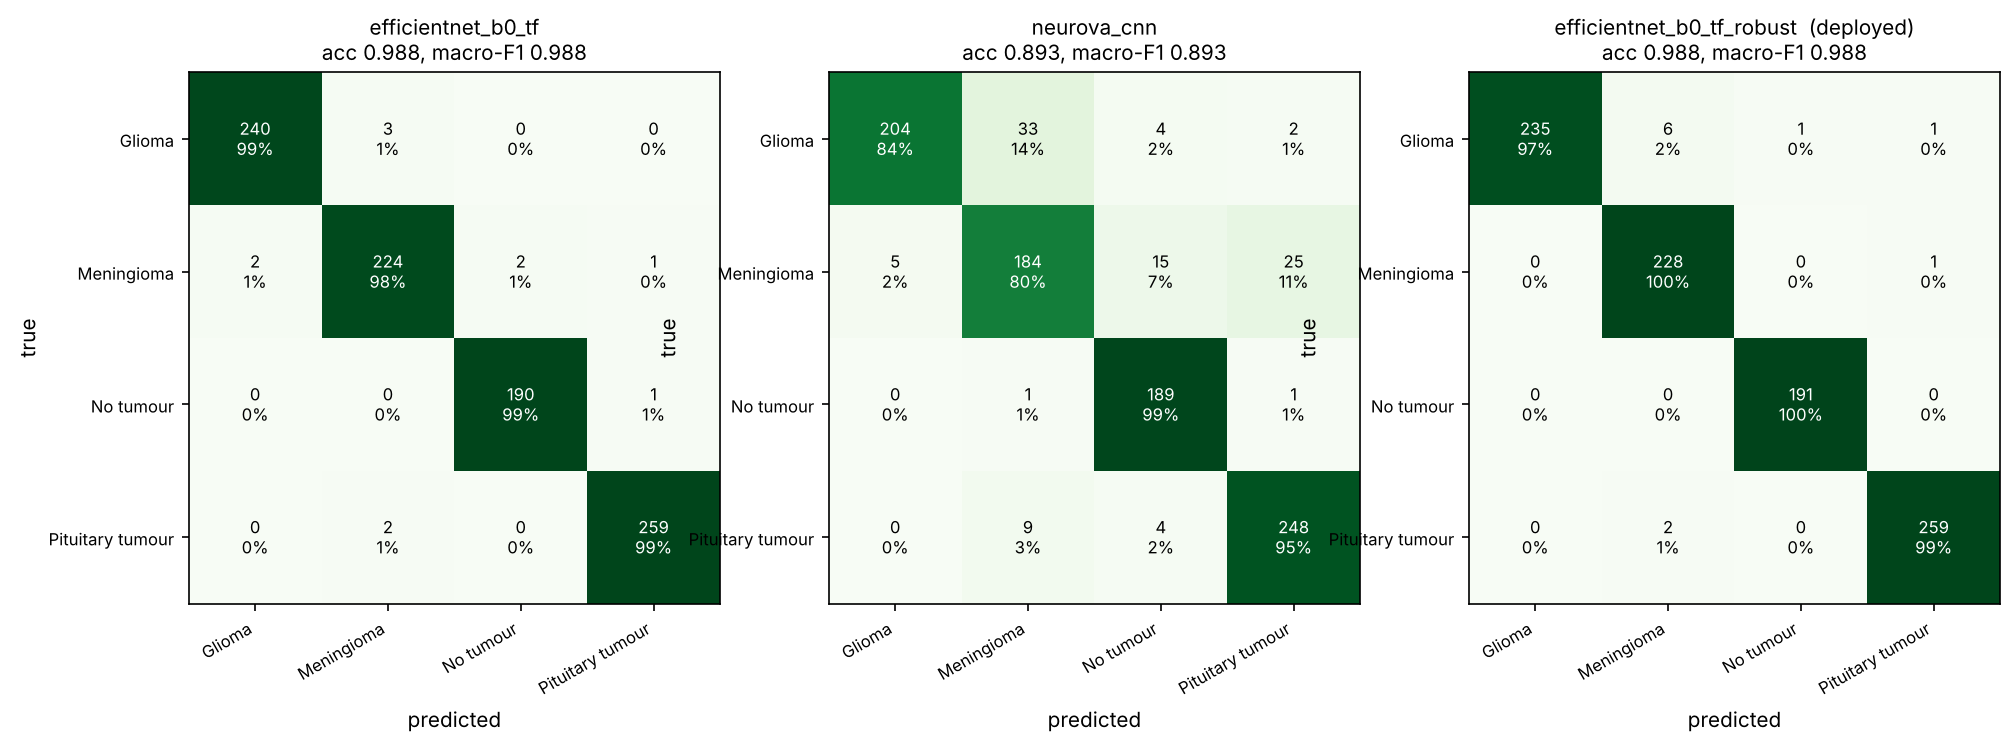 efficientnet_b0_tf
acc 0.988, macro-F1 0.988
true
Glioma
Meningioma
No tumour
Pituitary tumour
240
99%
3
1%
0
0%
0
0%
2
1%
224
98%
2
1%
1
0%
0
0%
0
0%
190
99%
1
1%
0
0%
2
1%
0
0%
259
99%
Glioma
Meningioma
No tumour
Pituitary tumour
predicted
neurova_cnn
acc 0.893, macro-F1 0.893
true
Glioma
Meningioma
No tumour
Pituitary tumour
204
84%
33
14%
4
2%
2
1%
5
2%
184
80%
15
7%
25
11%
0
0%
1
1%
189
99%
1
1%
0
0%
9
3%
4
2%
248
95%
Glioma
Meningioma
No tumour
Pituitary tumour
predicted
efficientnet_b0_tf_robust (deployed)
acc 0.988, macro-F1 0.988
true
Glioma
Meningioma
No tumour
Pituitary tumour
235
97%
6
2%
1
0%
1
0%
0
0%
228
100%
0
0%
1
0%
0
0%
0
0%
191
100%
0
0%
0
0%
2
1%
0
0%
259
99%
Glioma
Meningioma
No tumour
Pituitary tumour
predicted